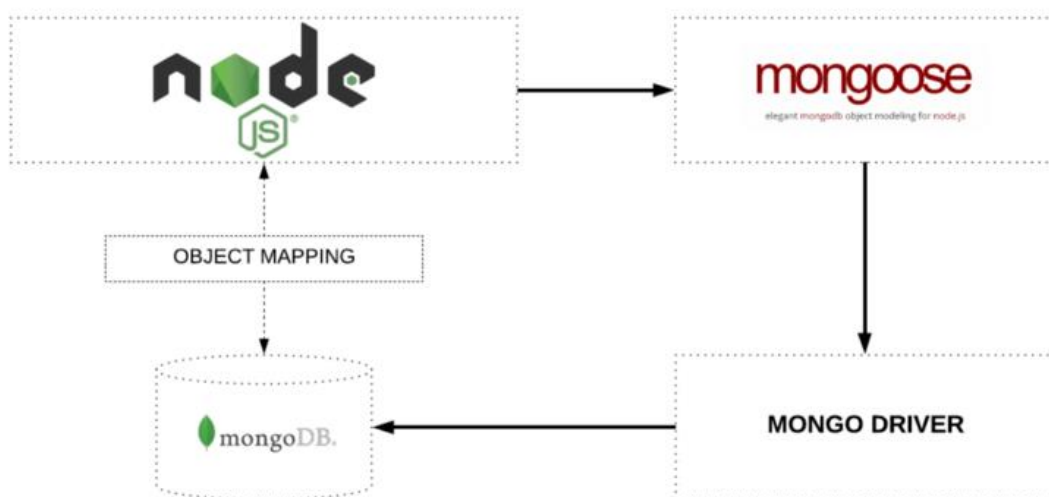 node
JS®
mongoose
elegant mongodb object modeling for node.js
OBJECT MAPPING
mongoDB.
MONGO DRIVER